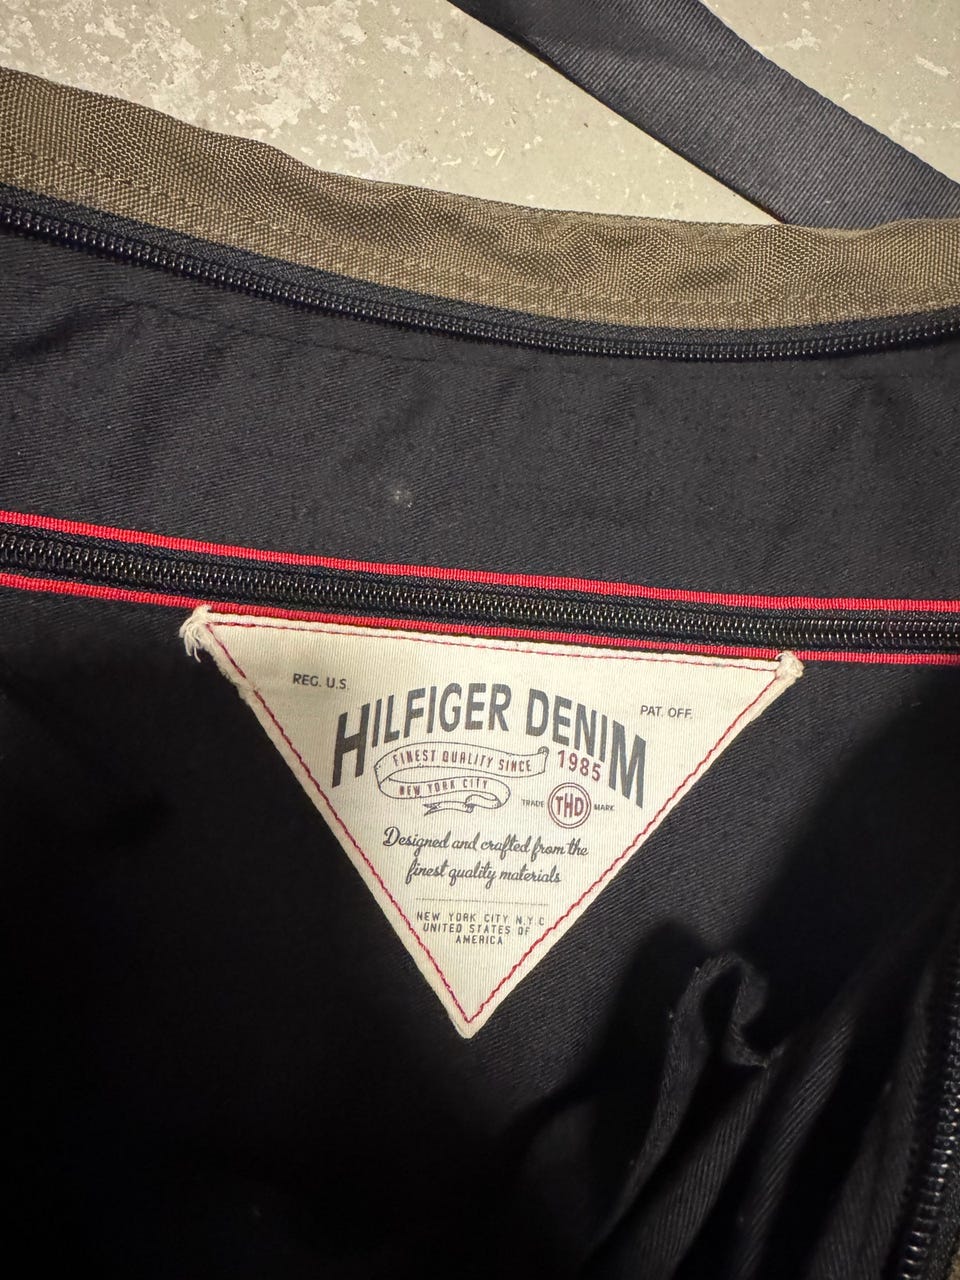 REG. U.S.
PAT. OFF.
HILFIGER DENIM
FINEST QUALITY SINCE
1985
NEW YORK CITY
TRADE THD MARK
Designed and crafted from the
finest quality materials
NEW YORK CITY N.Y.C
UNITED STATES OF
AMERICA